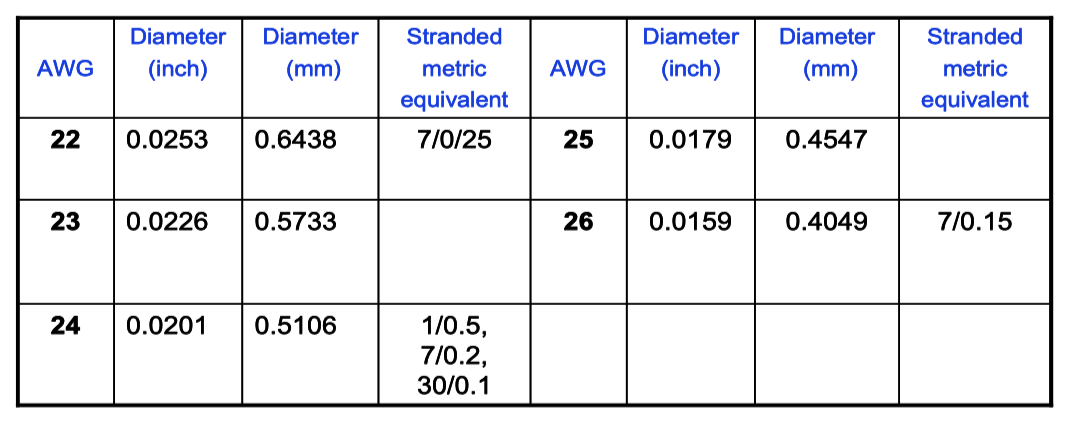 AWG Diameter (inch) Diameter (mm) Stranded metric equivalent AWG Diameter (inch) Diameter (mm) Stranded metric equivalent
22 0.0253 0.6438 7/0/25 25 0.0179 0.4547
23 0.0226 0.5733 26 0.0159 0.4049 7/0.15
24 0.0201 0.5106 1/0.5,
7/0.2,
30/0.1